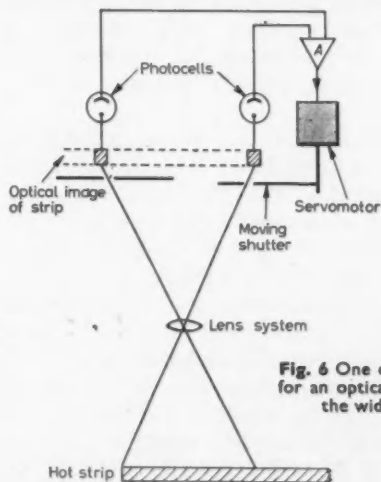 A
Photocells
Optical image
of strip
Servomotor
Moving
shutter
Lens system
Fig. 6 One
for an optical
the wid
Hot strip